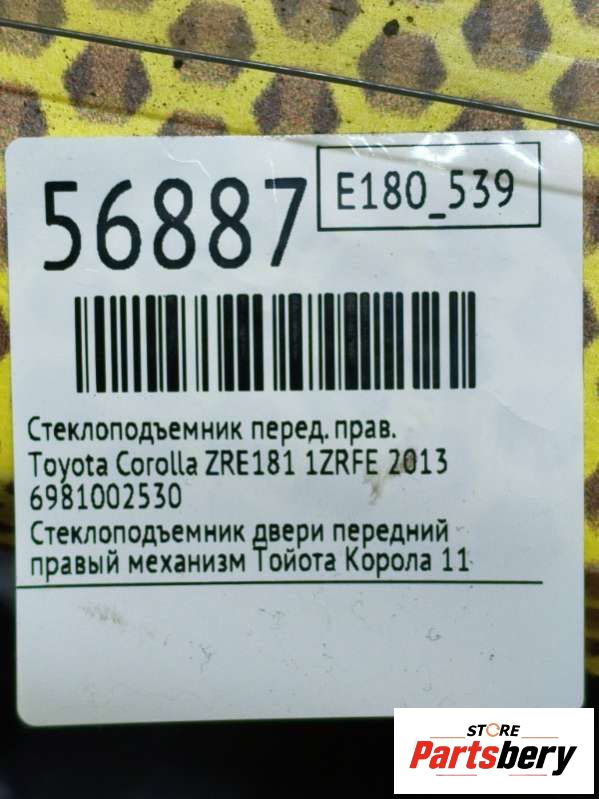 56887
E180_539
Стеклоподъемник перед. прав.
Toyota Corolla ZRE181 1ZRFE 2013
6981002530
Стеклоподъемник двери передний
правый механизм Тойота Корола 11
STORE
Partsbery